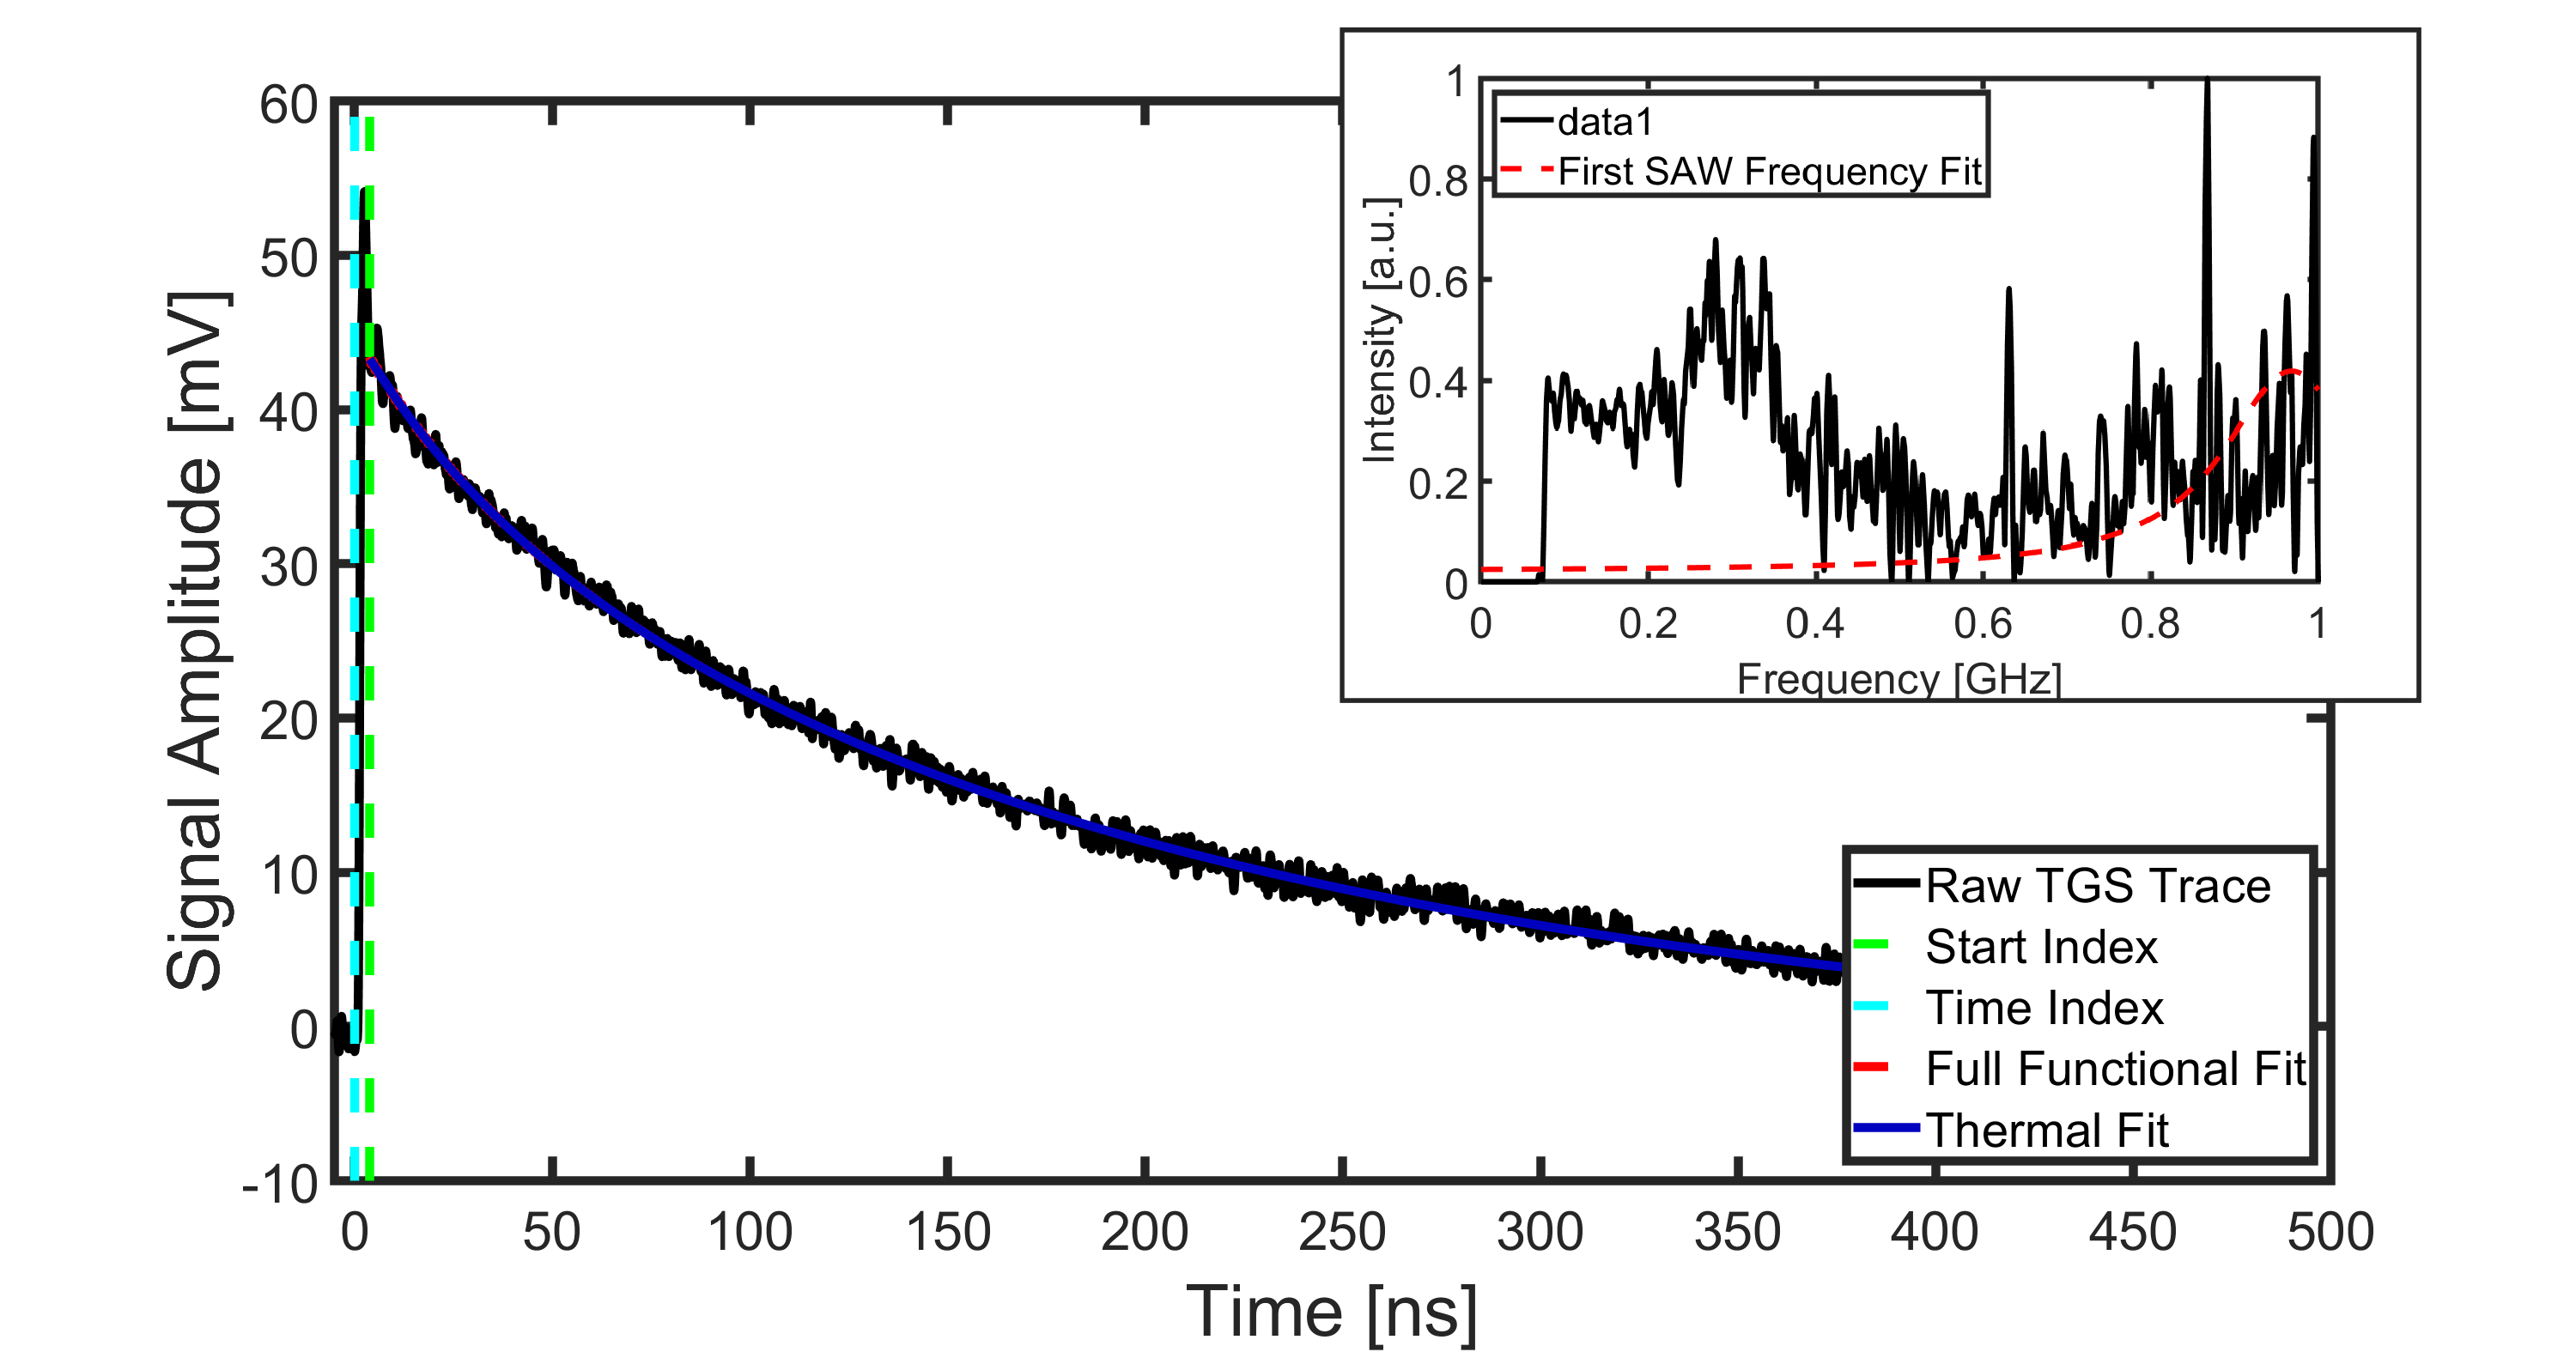 60
50
40
30
20
10
0
-10
Signal Amplitude [mV]
0 50 100 150 200 250 300 350 400 450 500
Time [ns]
1
0.8
0.6
0.4
0.2
0
Intensity [a.u.]
data1
First SAW Frequency Fit
0 0.2 0.4 0.6 0.8 1
Frequency [GHz]
Raw TGS Trace
Start Index
Time Index
Full Functional Fit
Thermal Fit